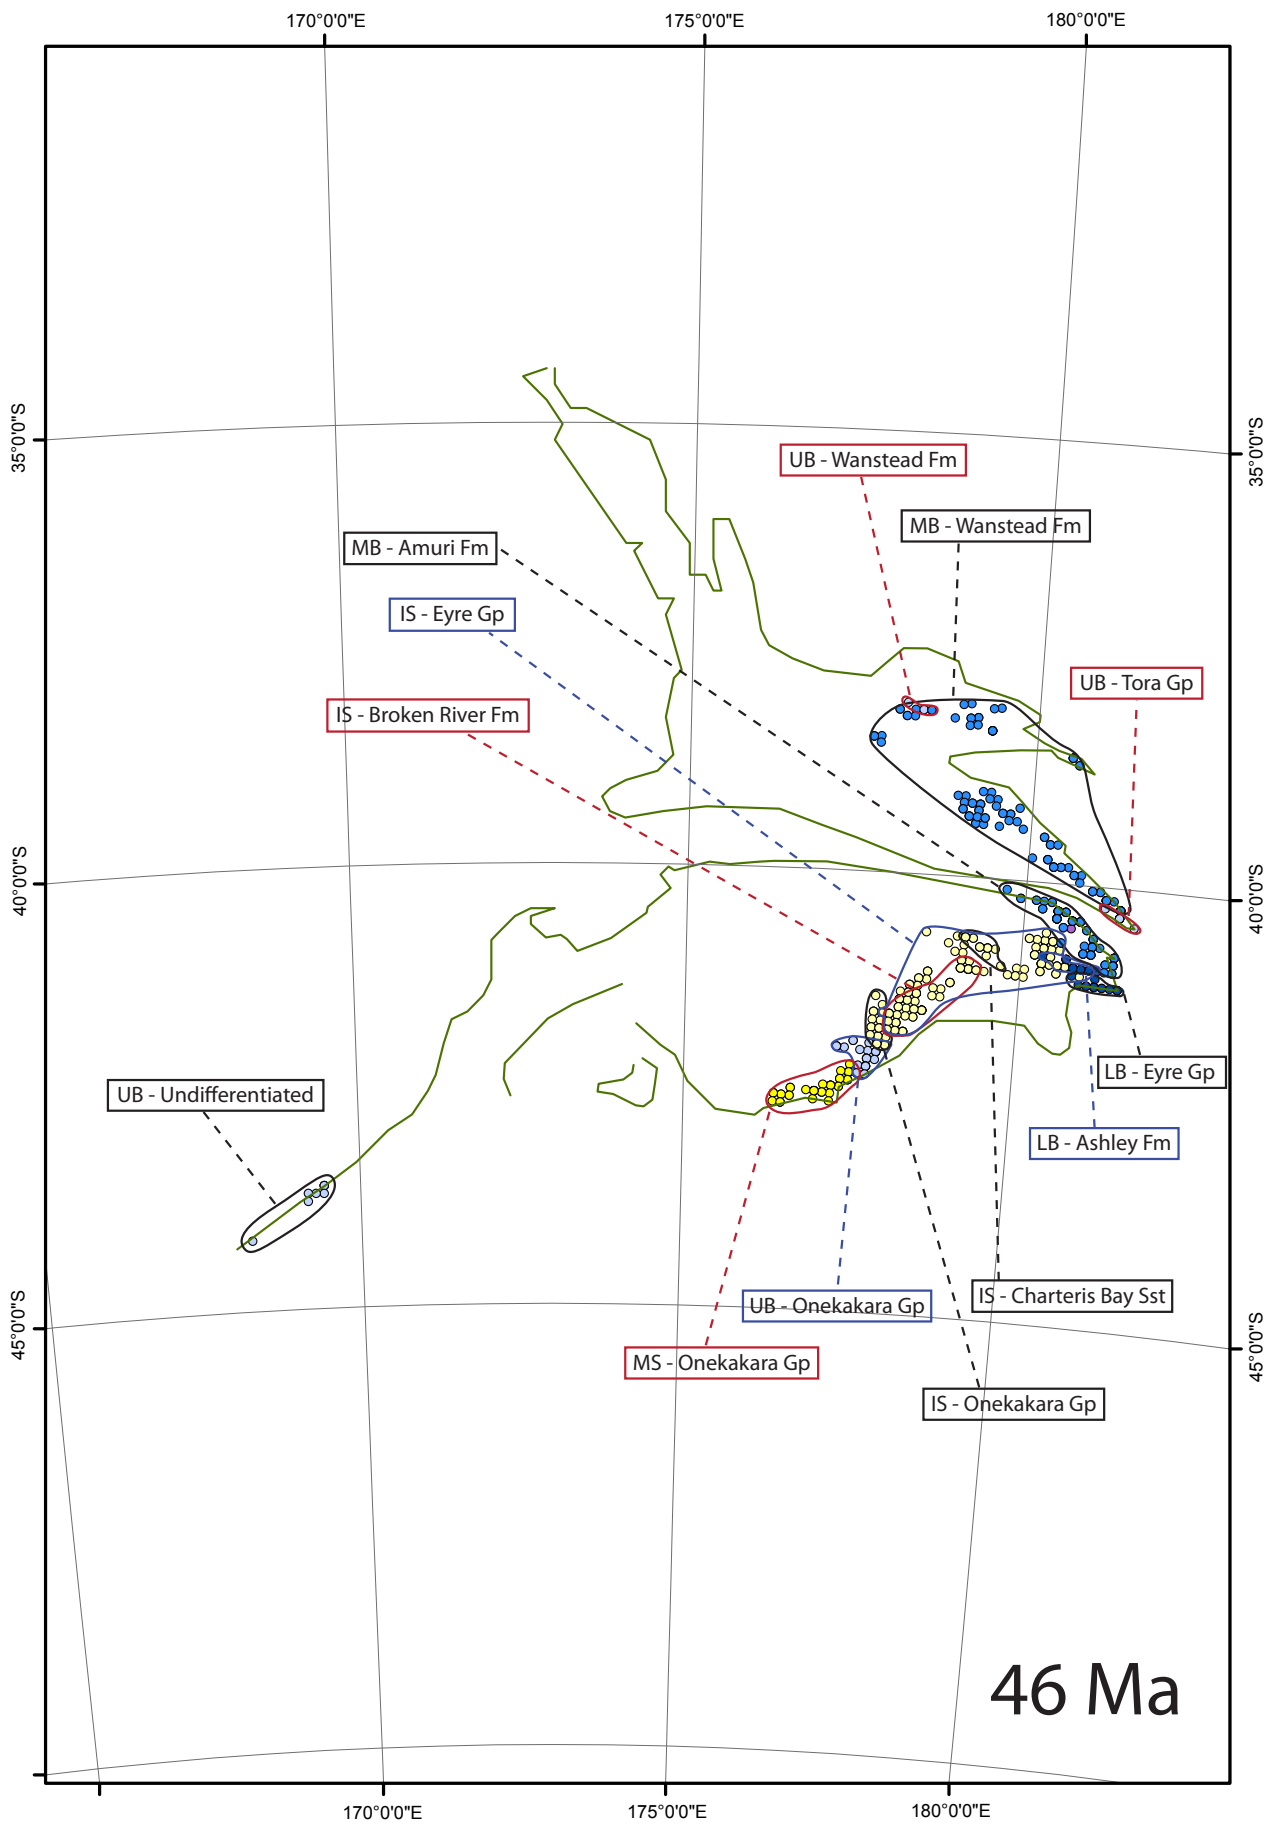 170°0'0"E
175°0'0"E
180°0'0"E
35°0'0"S
35°0'0"S
UB - Wanstead Fm
MB - Wanstead Fm
MB - Amuri Fm
IS - Eyre Gp
UB - Tora Gp
IS - Broken River Fm
40°0'0"S
40°0'0"S
LB - Eyre Gp
UB - Undifferentiated
LB - Ashley Fm
IS - Charteris Bay Sst
UB - Onekakara Gp
45°0'0"S
45°0'0"S
MS - Onekakara Gp
IS - Onekakara Gp
46 Ma
170°0'0"E
175°0'0"E
180°0'0"E